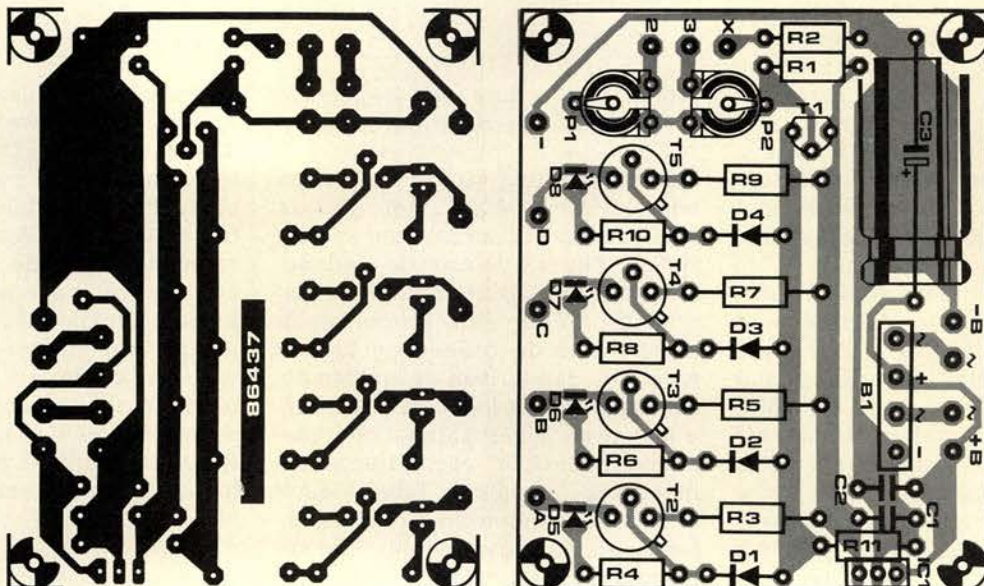 86437
2 3 X R2
R1
P1 P2 T1
-
C3
+
T5
D8 R9
D
R10 D4
T4
D7 R7
C
R8 D3
-B
~ ~
T3
+
D6 R5 B1
B
R6 D2 ~ ~
- +B
T2 C2
A
D5 R3 C1
R11
R4 D1 IC1